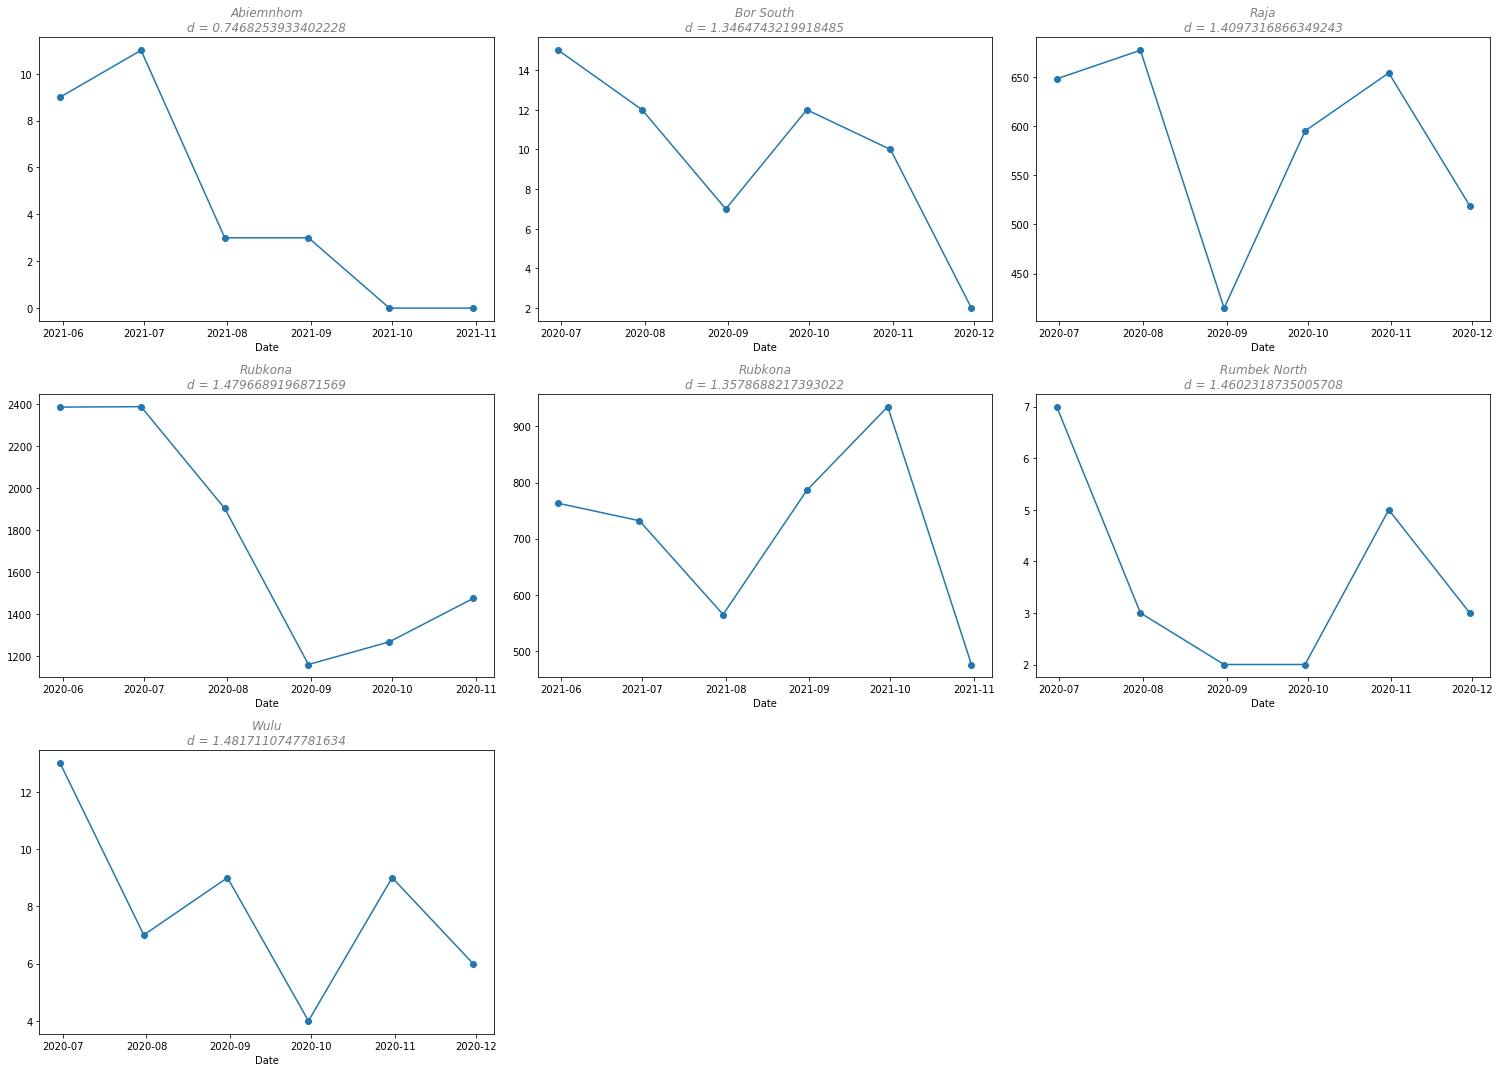 Abiemnhom
d = 0.7468253933402228
10
8
6
4
2
0
2021-06 2021-07 2021-08 2021-09 2021-10 2021-11
Date
Bor South
d = 1.3464743219918485
14
12
10
8
6
4
2
2020-07 2020-08 2020-09 2020-10 2020-11 2020-12
Date
Raja
d = 1.4097316866349243
650
600
550
500
450
2020-07 2020-08 2020-09 2020-10 2020-11 2020-12
Date
Rubkona
d = 1.4796689196871569
2400
2200
2000
1800
1600
1400
1200
2020-06 2020-07 2020-08 2020-09 2020-10 2020-11
Date
Rubkona
d = 1.3578688217393022
900
800
700
600
500
2021-06 2021-07 2021-08 2021-09 2021-10 2021-11
Date
Rumbek North
d = 1.4602318735005708
7
6
5
4
3
2
2020-07 2020-08 2020-09 2020-10 2020-11 2020-12
Date
Wulu
d = 1.4817110747781634
12
10
8
6
4
2020-07 2020-08 2020-09 2020-10 2020-11 2020-12
Date